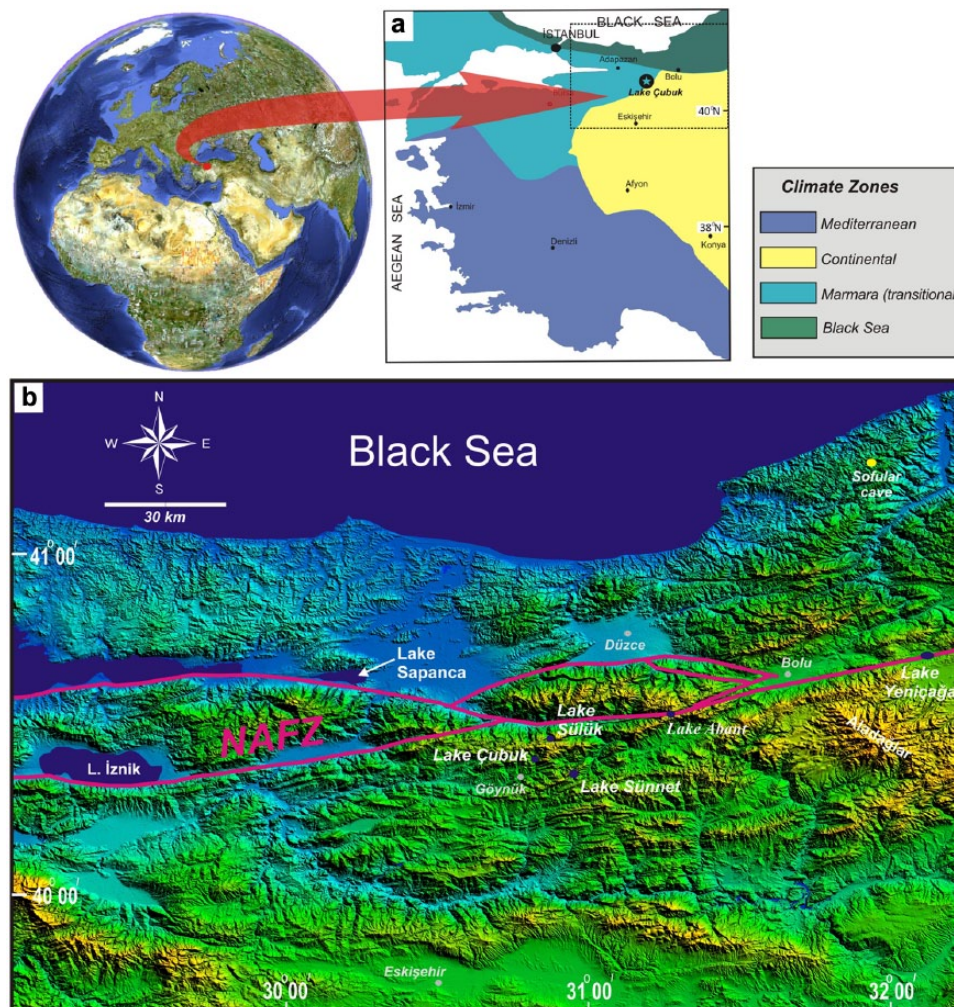 a
BLACK SEA
İSTANBUL
Adapazarı
Bolu
Lake Çubuk
40°N
Eskişehir
Afyon
İzmir
AEGEAN SEA
38°N
Denizli
Konya
Climate Zones
Mediterranean
Continental
Marmara (transitional
Black Sea
b
N
W
E
S
30 km
Black Sea
Sofular
cave
41°00'
Düzce
Lake
Sapanca
Bolu
Lake
Yeniçağa
NAFZ
Lake
Sülük
Lake Abant
Aladağlar
Lake Çubuk
L. İznik
Göynük
Lake Sünnet
40°00'
Eskişehir
30°00'
31°00'
32°00'